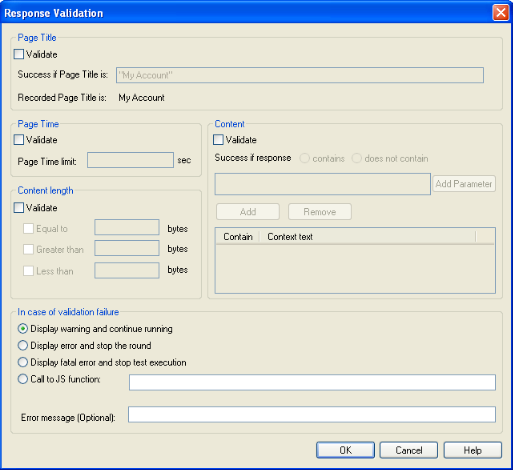 Response Validation
Page Title
Validate
Success if Page Title is: "My Account"
Recorded Page Title is: My Account
Page Time
Validate
Page Time limit: sec
Content length
Validate
Equal to bytes
Greater than bytes
Less than bytes
Content
Validate
Success if response contains does not contain
Add Parameter
Add Remove
Contain Context text
In case of validation failure
Display warning and continue running
Display error and stop the round
Display fatal error and stop test execution
Call to JS function:
Error message (Optional):
OK Cancel Help